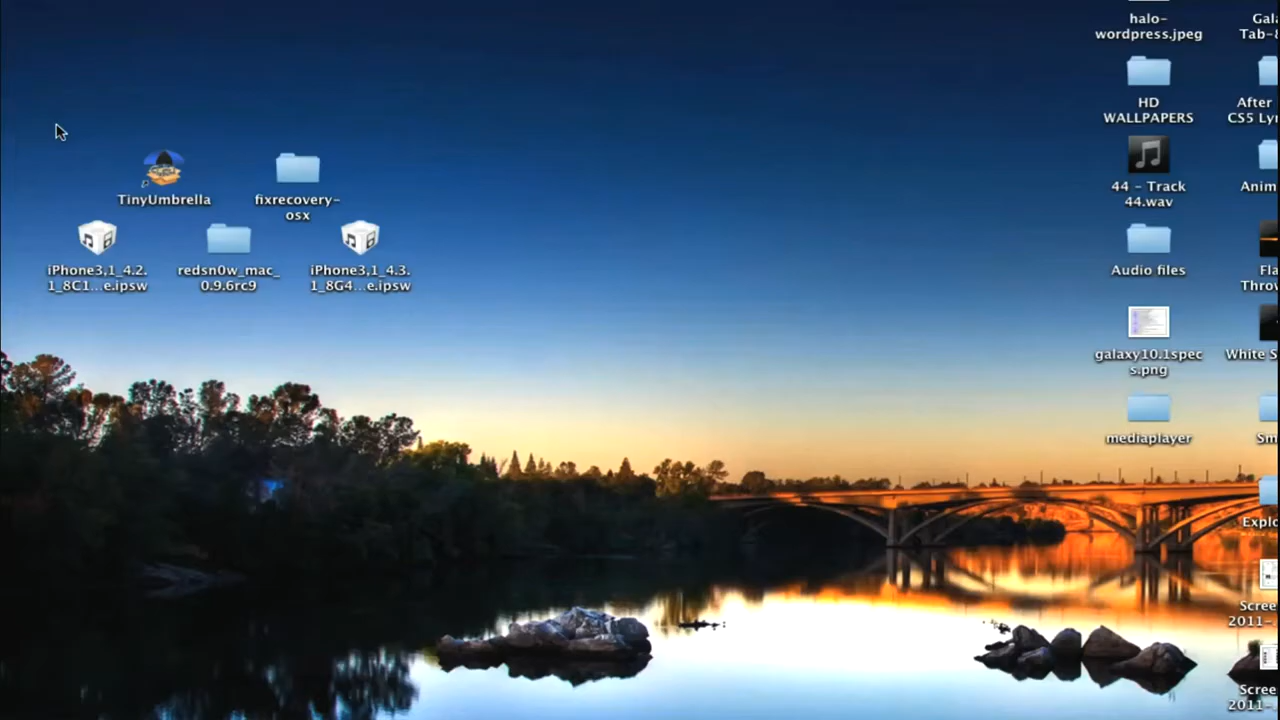 halo-
wordpress.jpeg
Gal
Tab-
HD
WALLPAPERS
After
CS5 Ly
TinyUmbrella
fixrecovery-
osx
44 - Track
44.wav
Anim
iPhone3,1_4.2.
1_8C1...e.ipsw
redsn0w_mac_
0.9.6rc9
iPhone3,1_4.3.
1_8G4...e.ipsw
Audio files
Fla
Thro
galaxy10.1spec
s.png
White S
mediaplayer
Sm
Explo
Scree
2011-
Scree
2011-